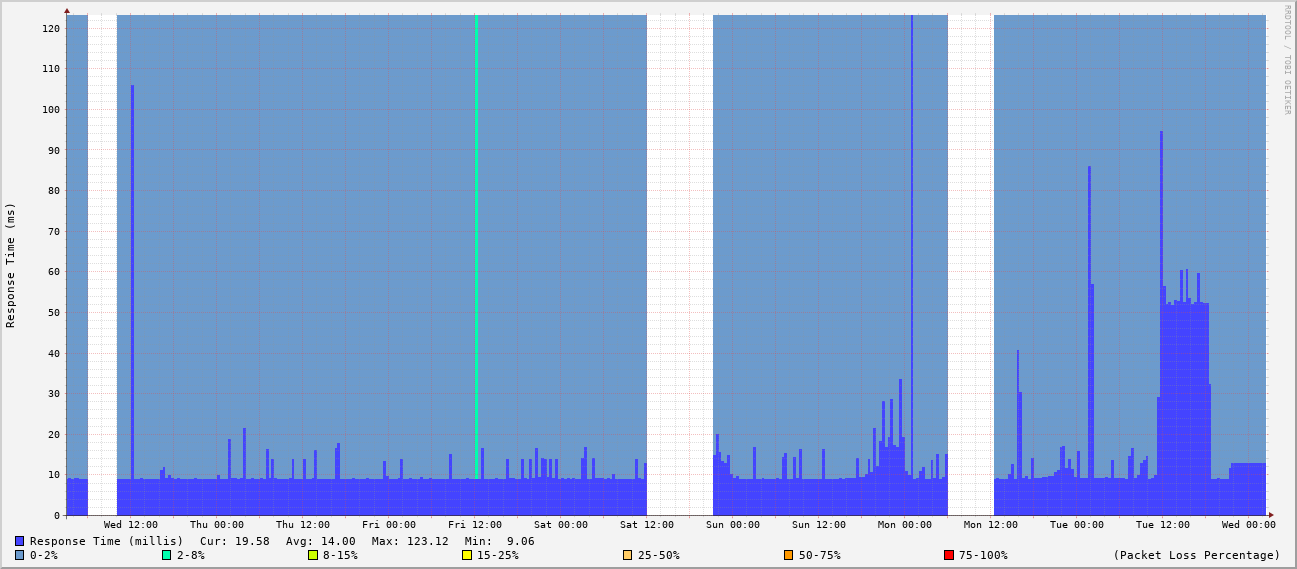 RRDTOOL / TOBI OETIKER
Response Time (ms)
120
110
100
90
80
70
60
50
40
30
20
10
0
Wed 12:00 Thu 00:00 Thu 12:00 Fri 00:00 Fri 12:00 Sat 00:00 Sat 12:00 Sun 00:00 Sun 12:00 Mon 00:00 Mon 12:00 Tue 00:00 Tue 12:00 Wed 00:00
Response Time (millis) Cur: 19.58 Avg: 14.00 Max: 123.12 Min: 9.06
0-2% 2-8% 8-15% 15-25% 25-50% 50-75% 75-100% (Packet Loss Percentage)